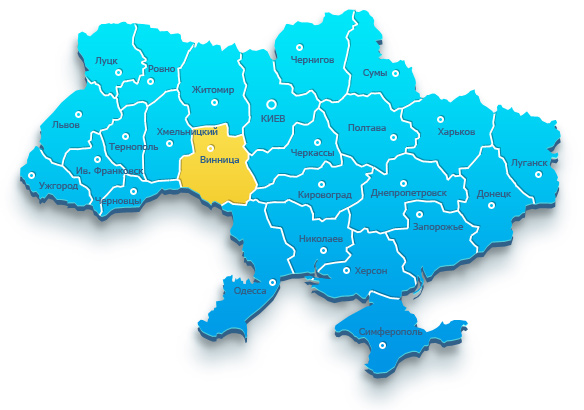 Чернигов
Луцк
Ровно
Сумы
Житомир
КИЕВ
Львов
Хмельницкий
Полтава
Харьков
Тернополь
Винница
Черкассы
Луганск
Ив. Франковск
Ужгород
Черновцы
Кировоград
Днепропетровск
Донецк
Запорожье
Николаев
Херсон
Одесса
Симферополь